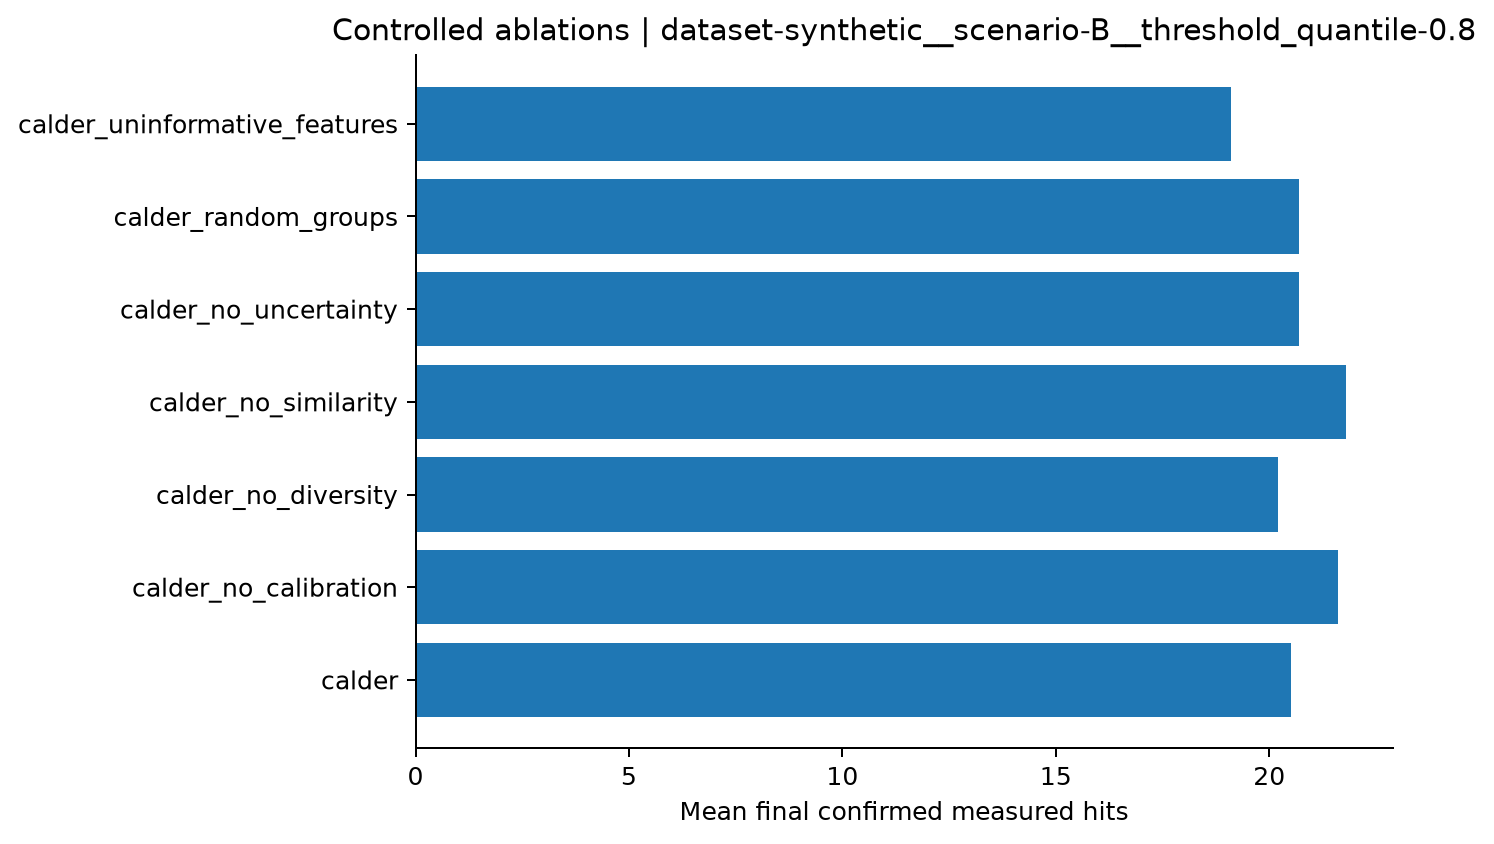 Controlled ablations | dataset-synthetic__scenario-B__threshold_quantile-0.8
calder_uninformative_features
calder_random_groups
calder_no_uncertainty
calder_no_similarity
calder_no_diversity
calder_no_calibration
calder
0 5 10 15 20
Mean final confirmed measured hits